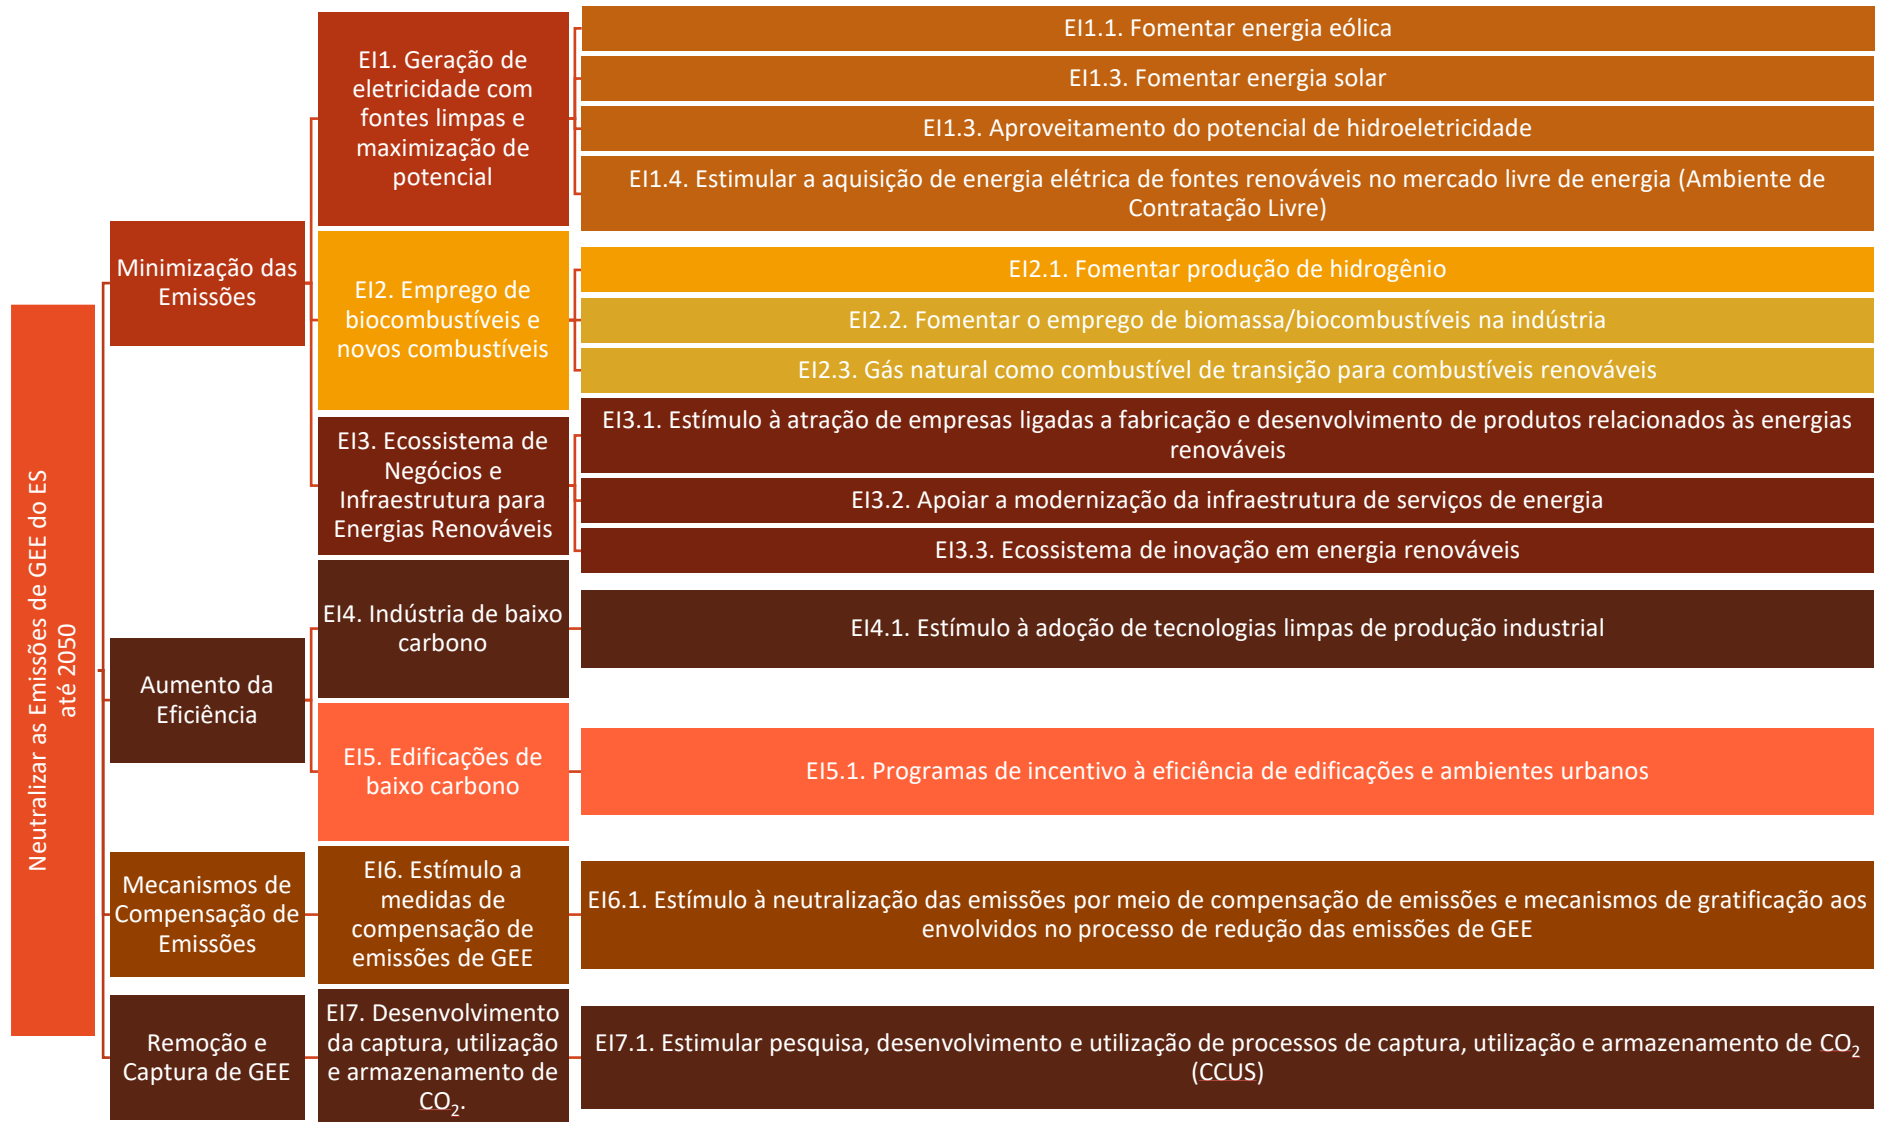 Neutralizar as Emissões de GEE do ES
até 2050
Minimização das
Emissões
EI1. Geração de
eletricidade com
fontes limpas e
maximização de
potencial
EI1.1. Fomentar energia eólica
EI1.3. Fomentar energia solar
EI1.3. Aproveitamento do potencial de hidroeletricidade
EI1.4. Estimular a aquisição de energia elétrica de fontes renováveis no mercado livre de energia (Ambiente de
Contratação Livre)
EI2. Emprego de
biocombustíveis e
novos combustíveis
EI2.1. Fomentar produção de hidrogênio
EI2.2. Fomentar o emprego de biomassa/biocombustíveis na indústria
EI2.3. Gás natural como combustível de transição para combustíveis renováveis
EI3. Ecossistema de
Negócios e
Infraestrutura para
Energias Renováveis
EI3.1. Estímulo à atração de empresas ligadas a fabricação e desenvolvimento de produtos relacionados às energias
renováveis
EI3.2. Apoiar a modernização da infraestrutura de serviços de energia
EI3.3. Ecossistema de inovação em energia renováveis
Aumento da
Eficiência
EI4. Indústria de baixo
carbono
EI4.1. Estímulo à adoção de tecnologias limpas de produção industrial
EI5. Edificações de
baixo carbono
EI5.1. Programas de incentivo à eficiência de edificações e ambientes urbanos
Mecanismos de
Compensação de
Emissões
EI6. Estímulo a
medidas de
compensação de
emissões de GEE
EI6.1. Estímulo à neutralização das emissões por meio de compensação de emissões e mecanismos de gratificação aos
envolvidos no processo de redução das emissões de GEE
Remoção e
Captura de GEE
EI7. Desenvolvimento
da captura, utilização
e armazenamento de
CO₂.
EI7.1. Estimular pesquisa, desenvolvimento e utilização de processos de captura, utilização e armazenamento de CO₂
(CCUS)